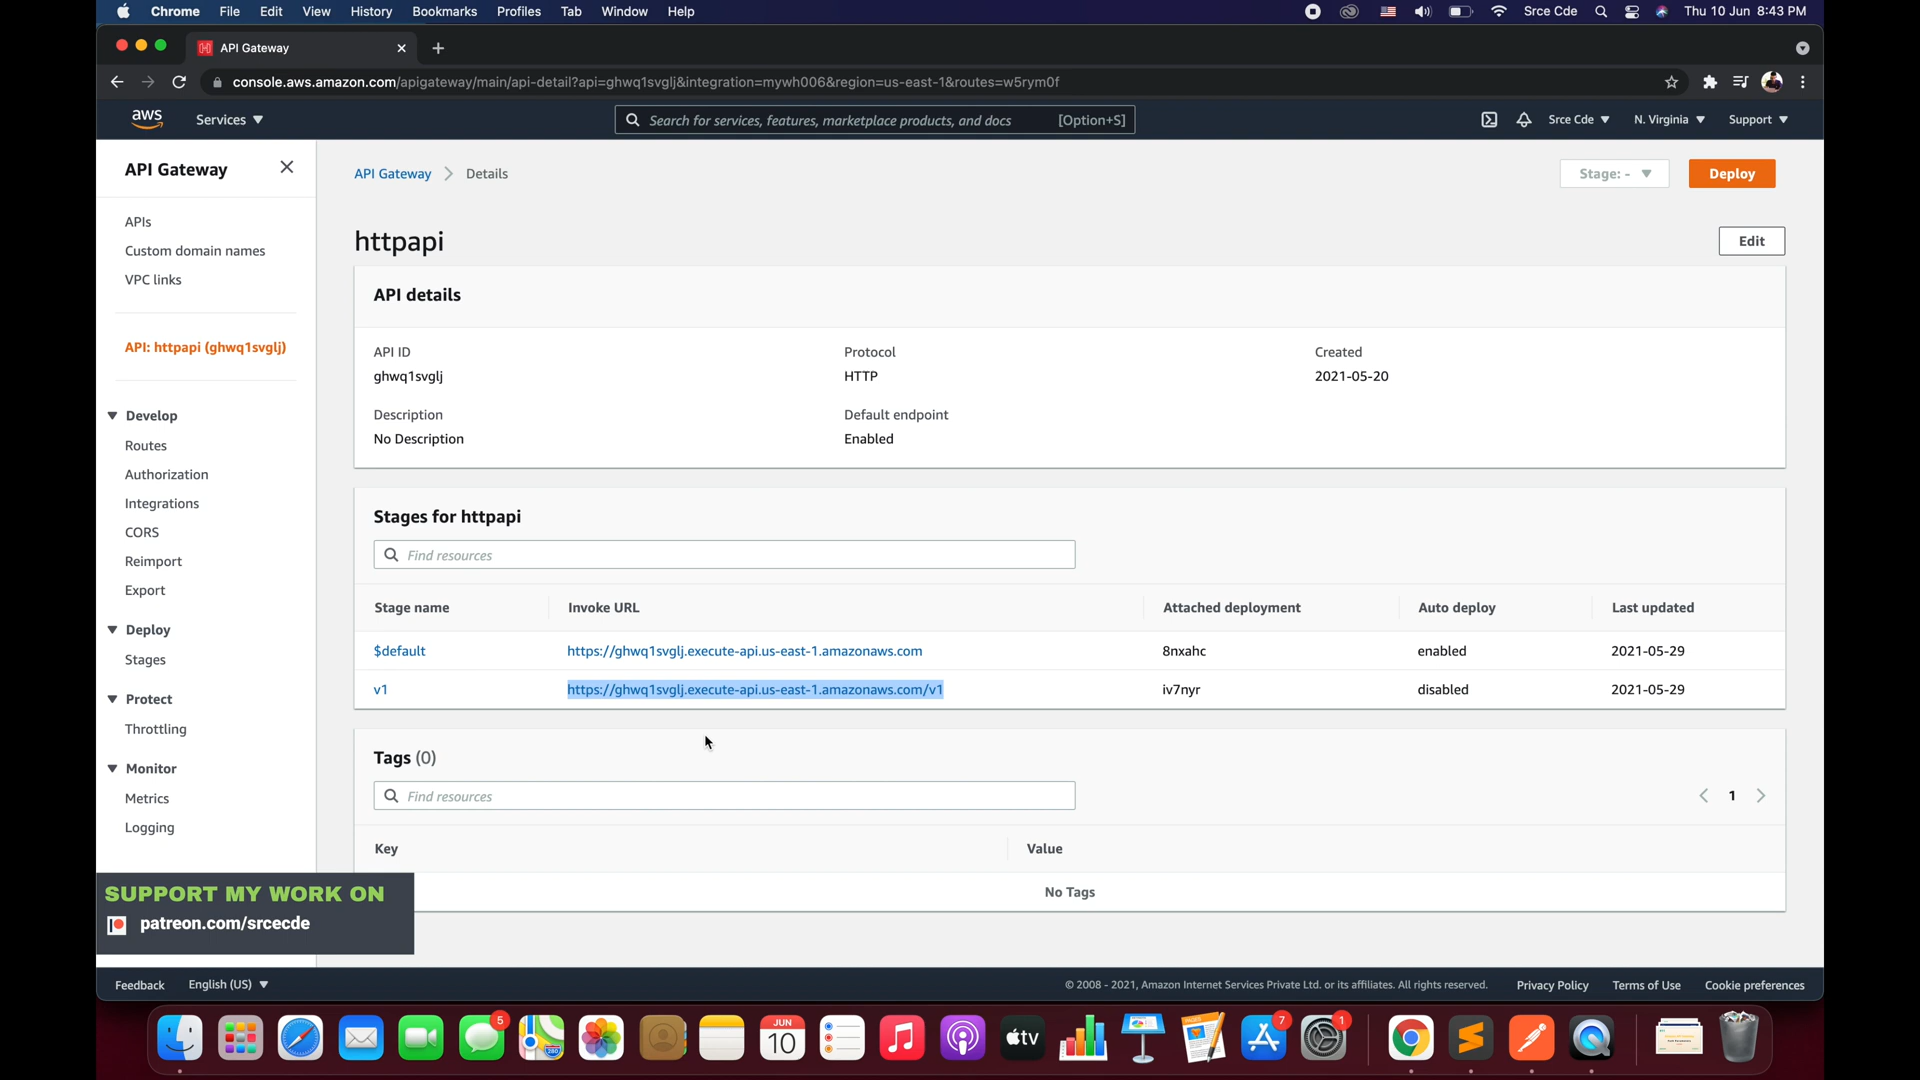 Chrome File Edit View History Bookmarks Profiles Tab Window Help
Srce Cde Thu 10 Jun 8:43 PM
API Gateway
console.aws.amazon.com/apigateway/main/api-detail?api=ghwq1svglj&integration=mywh006&region=us-east-1&routes=w5rym0f
aws Services Search for services, features, marketplace products, and docs [Option+S] Srce Cde N. Virginia Support
API Gateway
APIs
Custom domain names
VPC links
API: httpapi (ghwq1svglj)
Develop
Routes
Authorization
Integrations
CORS
Reimport
Export
Deploy
Stages
Protect
Throttling
Monitor
Metrics
Logging
API Gateway Details
Stage: - Deploy
httpapi Edit
API details
API ID Protocol Created
ghwq1svglj HTTP 2021-05-20
Description Default endpoint
No Description Enabled
Stages for httpapi
Find resources
Stage name Invoke URL Attached deployment Auto deploy Last updated
$default https://ghwq1svglj.execute-api.us-east-1.amazonaws.com 8nxahc enabled 2021-05-29
v1 https://ghwq1svglj.execute-api.us-east-1.amazonaws.com/v1 iv7nyr disabled 2021-05-29
Tags (0)
Find resources 1
Key Value
No Tags
SUPPORT MY WORK ON
patreon.com/srcecde
Feedback English (US) © 2008 - 2021, Amazon Internet Services Private Ltd. or its affiliates. All rights reserved. Privacy Policy Terms of Use Cookie preferences
5 JUN 10 tv 7 1